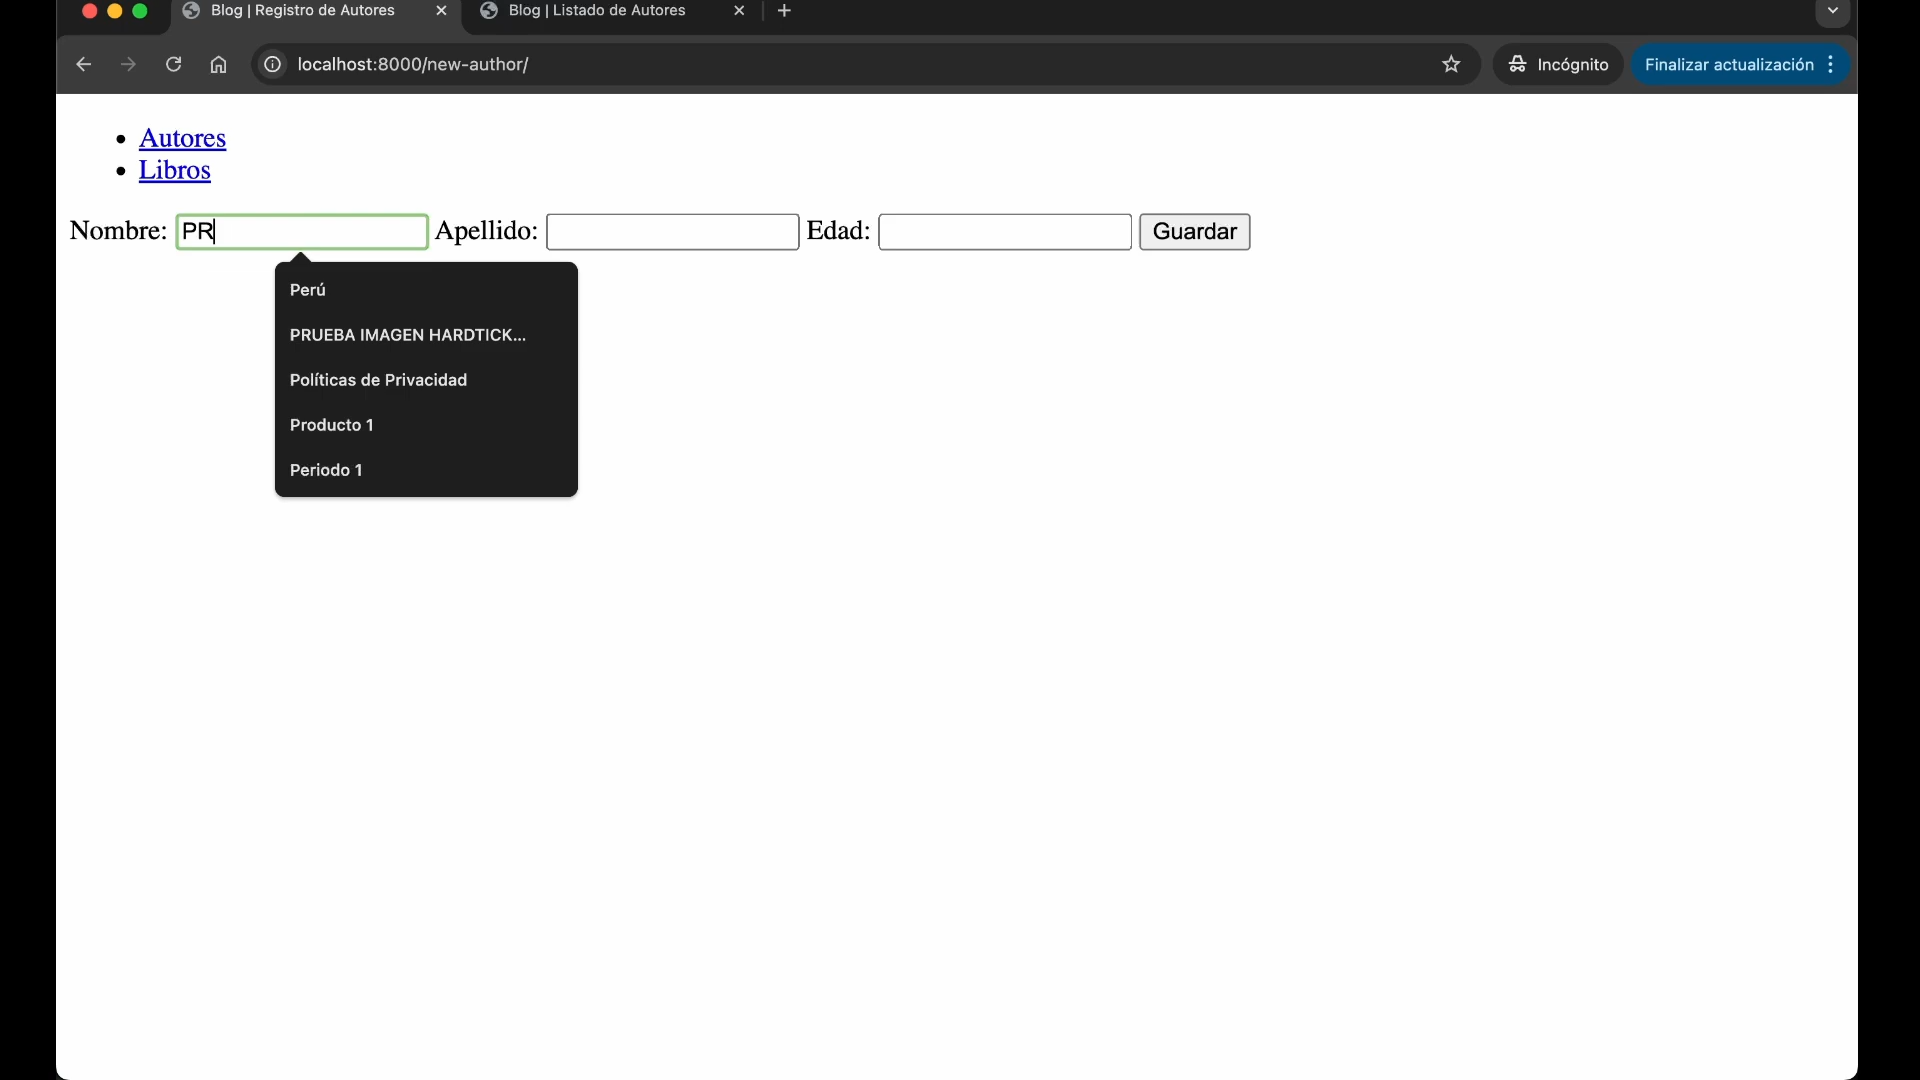 Blog | Registro de Autores
Blog | Listado de Autores
localhost:8000/new-author/
Incógnito
Finalizar actualización
Autores
Libros
Nombre: PR Apellido: Edad: Guardar
Perú
PRUEBA IMAGEN HARDTICK...
Políticas de Privacidad
Producto 1
Periodo 1